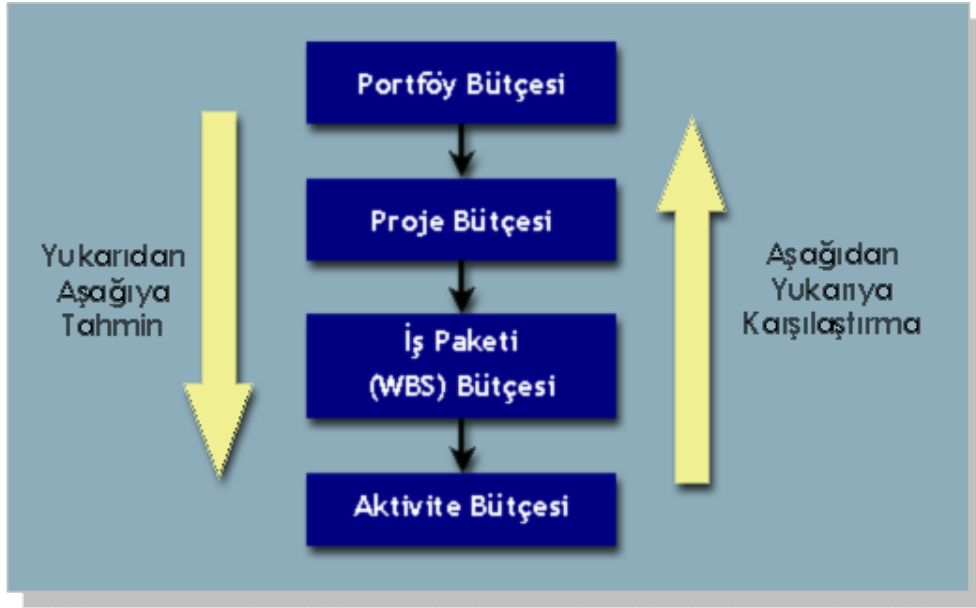 Portföy Bütçesi
Proje Bütçesi
Yukarıdan
Aşağıya
Tahmin
Aşağıdan
Yukarıya
Karşılaştırma
İş Paketi
(WBS) Bütçesi
Aktivite Bütçesi